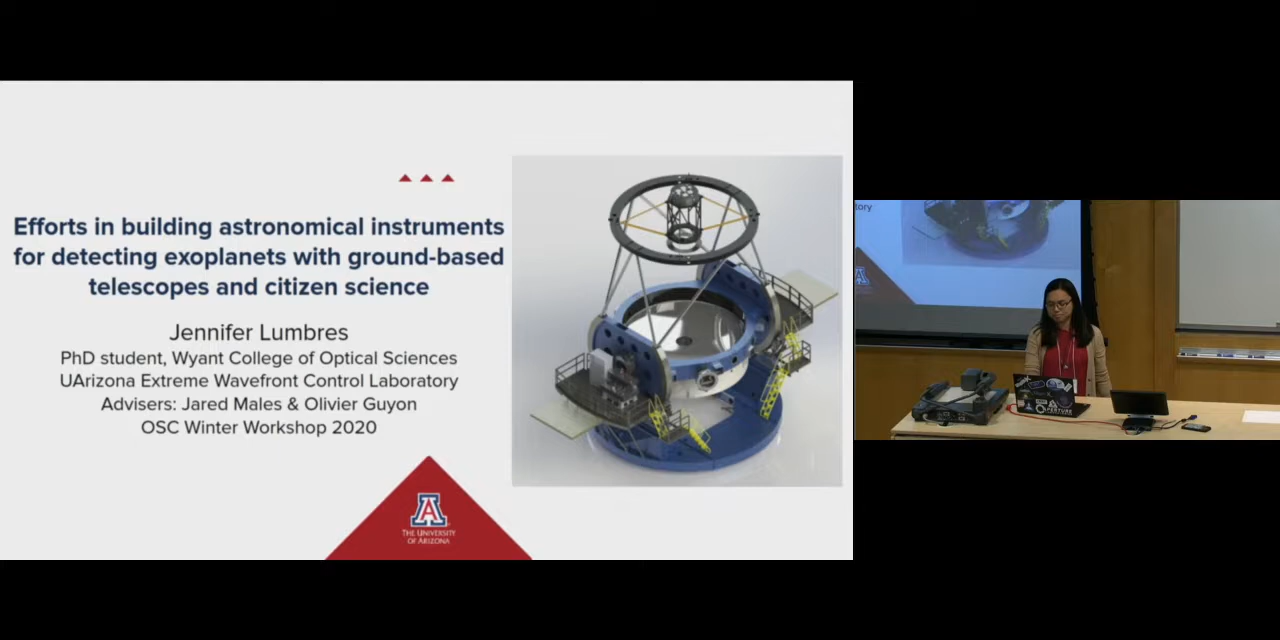 Efforts in building astronomical instruments
for detecting exoplanets with ground-based
telescopes and citizen science
Jennifer Lumbres
PhD student, Wyant College of Optical Sciences
UArizona Extreme Wavefront Control Laboratory
Advisers: Jared Males & Olivier Guyon
OSC Winter Workshop 2020
A
THE UNIVERSITY
OF ARIZONA
tory
A
APERTURE